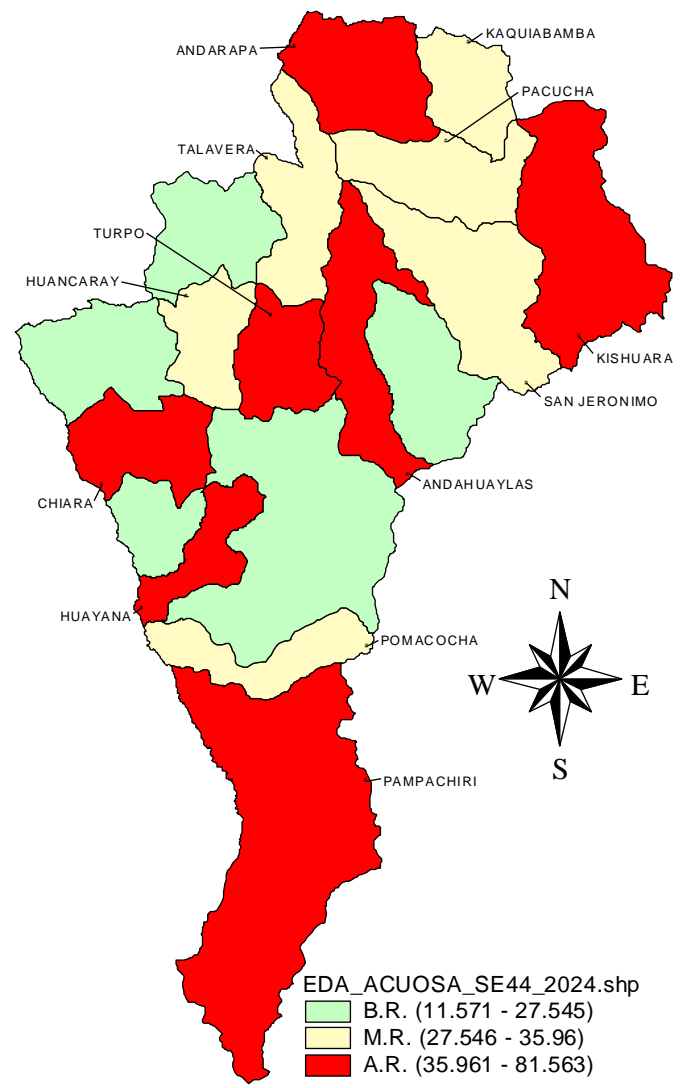 KAQUIABAMBA
ANDARAPA
PACUCHA
TALAVERA
TURPO
HUANCARAY
KISHUARA
SAN JERONIMO
ANDAHUAYLAS
CHIARA
HUAYANA
POMACOCHA
N
W E
S
PAMPACHIRI
EDA_ACUOSA_SE44_2024.shp
B.R. (11.571 - 27.545)
M.R. (27.546 - 35.96)
A.R. (35.961 - 81.563)